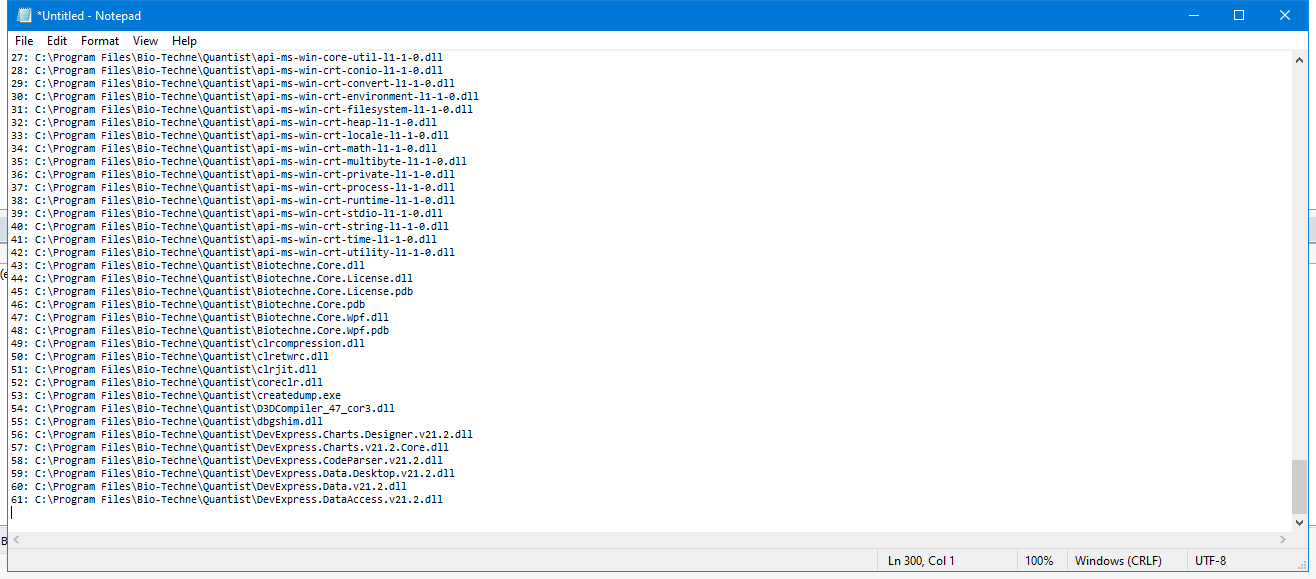 *Untitled - Notepad
File Edit Format View Help
27: C:\Program Files\Bio-Techne\Quantist\api-ms-win-core-util-l1-1-0.dll
28: C:\Program Files\Bio-Techne\Quantist\api-ms-win-crt-conio-l1-1-0.dll
29: C:\Program Files\Bio-Techne\Quantist\api-ms-win-crt-convert-l1-1-0.dll
30: C:\Program Files\Bio-Techne\Quantist\api-ms-win-crt-environment-l1-1-0.dll
31: C:\Program Files\Bio-Techne\Quantist\api-ms-win-crt-filesystem-l1-1-0.dll
32: C:\Program Files\Bio-Techne\Quantist\api-ms-win-crt-heap-l1-1-0.dll
33: C:\Program Files\Bio-Techne\Quantist\api-ms-win-crt-locale-l1-1-0.dll
34: C:\Program Files\Bio-Techne\Quantist\api-ms-win-crt-math-l1-1-0.dll
35: C:\Program Files\Bio-Techne\Quantist\api-ms-win-crt-multibyte-l1-1-0.dll
36: C:\Program Files\Bio-Techne\Quantist\api-ms-win-crt-private-l1-1-0.dll
37: C:\Program Files\Bio-Techne\Quantist\api-ms-win-crt-process-l1-1-0.dll
38: C:\Program Files\Bio-Techne\Quantist\api-ms-win-crt-runtime-l1-1-0.dll
39: C:\Program Files\Bio-Techne\Quantist\api-ms-win-crt-stdio-l1-1-0.dll
40: C:\Program Files\Bio-Techne\Quantist\api-ms-win-crt-string-l1-1-0.dll
41: C:\Program Files\Bio-Techne\Quantist\api-ms-win-crt-time-l1-1-0.dll
42: C:\Program Files\Bio-Techne\Quantist\api-ms-win-crt-utility-l1-1-0.dll
43: C:\Program Files\Bio-Techne\Quantist\Biotechne.Core.dll
44: C:\Program Files\Bio-Techne\Quantist\Biotechne.Core.License.dll
45: C:\Program Files\Bio-Techne\Quantist\Biotechne.Core.License.pdb
46: C:\Program Files\Bio-Techne\Quantist\Biotechne.Core.pdb
47: C:\Program Files\Bio-Techne\Quantist\Biotechne.Core.Wpf.dll
48: C:\Program Files\Bio-Techne\Quantist\Biotechne.Core.Wpf.pdb
49: C:\Program Files\Bio-Techne\Quantist\clrcompression.dll
50: C:\Program Files\Bio-Techne\Quantist\clretwrc.dll
51: C:\Program Files\Bio-Techne\Quantist\clrjit.dll
52: C:\Program Files\Bio-Techne\Quantist\coreclr.dll
53: C:\Program Files\Bio-Techne\Quantist\createdump.exe
54: C:\Program Files\Bio-Techne\Quantist\D3DCompiler_47_cor3.dll
55: C:\Program Files\Bio-Techne\Quantist\dbgshim.dll
56: C:\Program Files\Bio-Techne\Quantist\DevExpress.Charts.Designer.v21.2.dll
57: C:\Program Files\Bio-Techne\Quantist\DevExpress.Charts.v21.2.Core.dll
58: C:\Program Files\Bio-Techne\Quantist\DevExpress.CodeParser.v21.2.dll
59: C:\Program Files\Bio-Techne\Quantist\DevExpress.Data.Desktop.v21.2.dll
60: C:\Program Files\Bio-Techne\Quantist\DevExpress.Data.v21.2.dll
61: C:\Program Files\Bio-Techne\Quantist\DevExpress.DataAccess.v21.2.dll
Ln 300, Col 1 100% Windows (CRLF) UTF-8